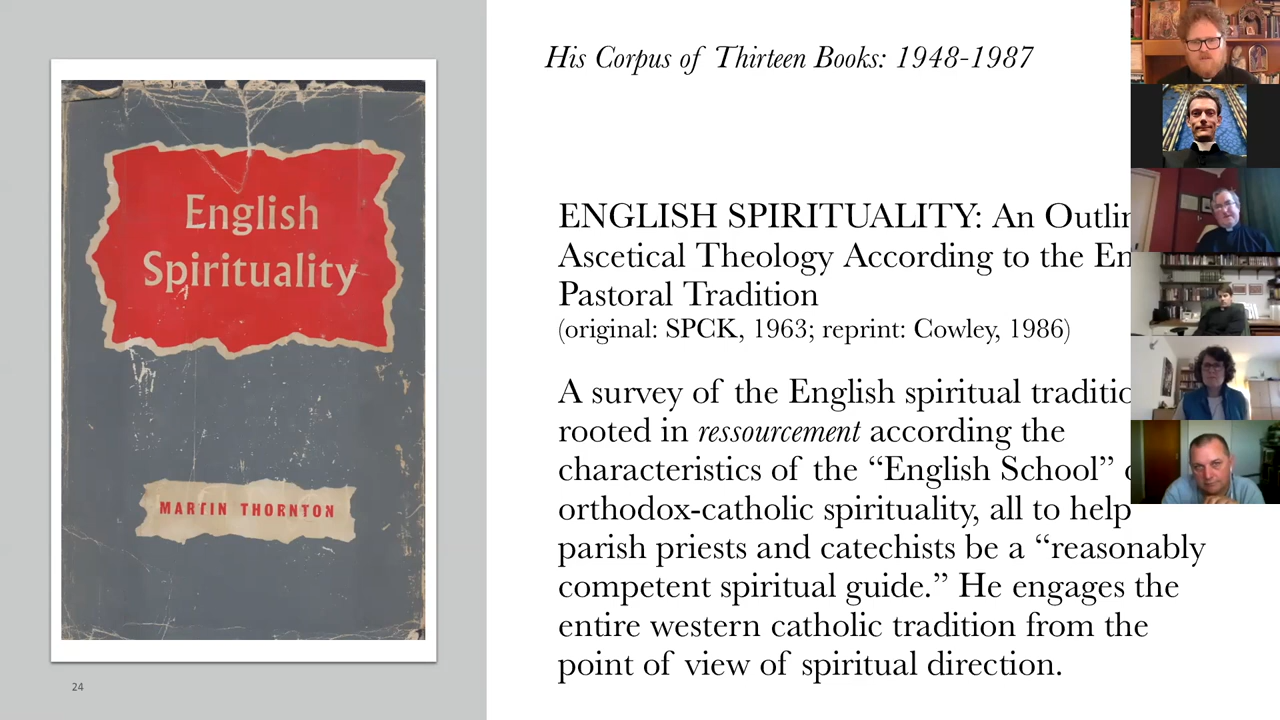 English
Spirituality
MARTIN THORNTON
24
His Corpus of Thirteen Books: 1948-1987
ENGLISH SPIRITUALITY: An
Ascetical Theology According to the
Pastoral Tradition
(original: SPCK, 1963; reprint: Cowley, 1986)
A survey of the English spiritual
rooted in ressourcement according the
characteristics of the “English School”
orthodox-catholic spirituality, all to help
parish priests and catechists be a “reasonably
competent spiritual guide.” He engages the
entire western catholic tradition from the
point of view of spiritual direction.